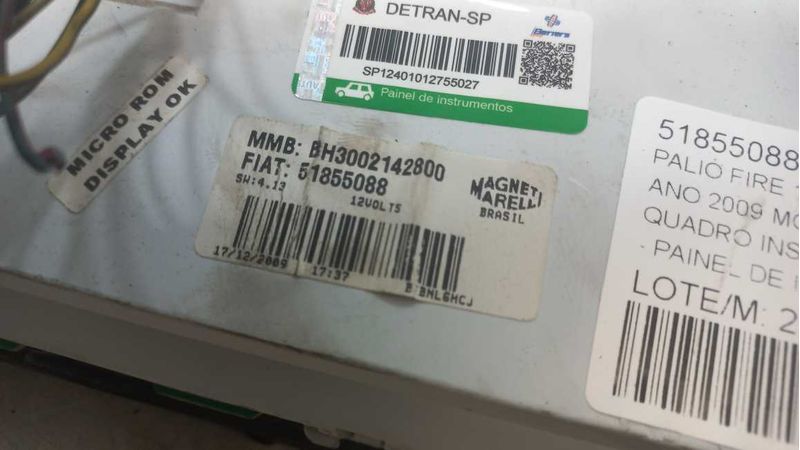 DETRAN-SP
SP12401012755027
Painel de instrumentos
MICRO ROM
DISPLAY OK
MMB: BH3002142800
FIAT: 51855088
SW:4.13
12VOLTS
MAGNETI
MARELLI
BRASIL
17/12/2009
17:37
BNLGMCJ
51855088
PALIO FIRE
ANO 2009
QUADRO INS
- PAINEL DE
LOTE/M: 2